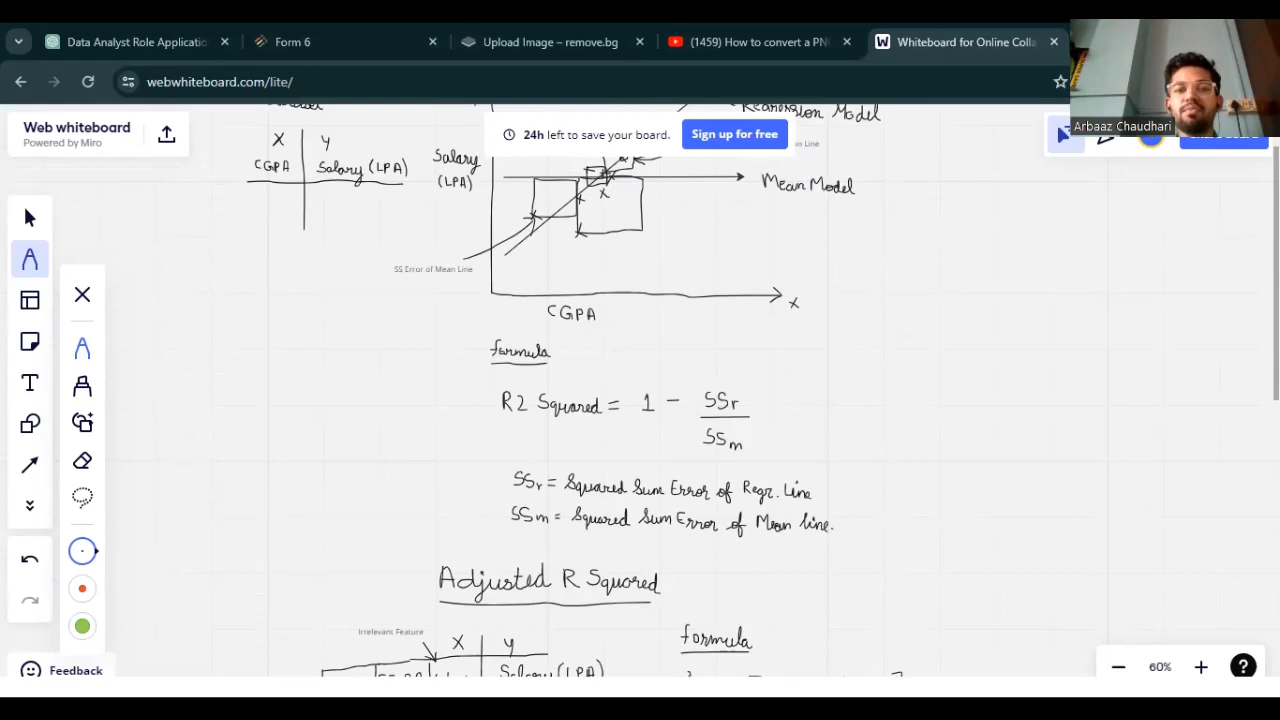 Data Analyst Role Applicatio
Form 6
Upload Image – remove.bg
(1459) How to convert a PN
Whiteboard for Online Colla
webwhiteboard.com/lite/
Arbaaz Chaudhari
Web whiteboard
Powered by Miro
24h left to save your board.
Sign up for free
Model
X Y
CGPA Salary (LPA)
Salary
(LPA)
Mean Model
SS Error of Mean Line
X
CGPA
formula
R2 Squared = 1 - SSr
SSm
SSr = Squared Sum Error of Regr. Line
SSm = Squared Sum Error of Mean line.
Adjusted R Squared
Irrelevant Feature
X Y
formula
Salary (LPA)
Feedback
60%